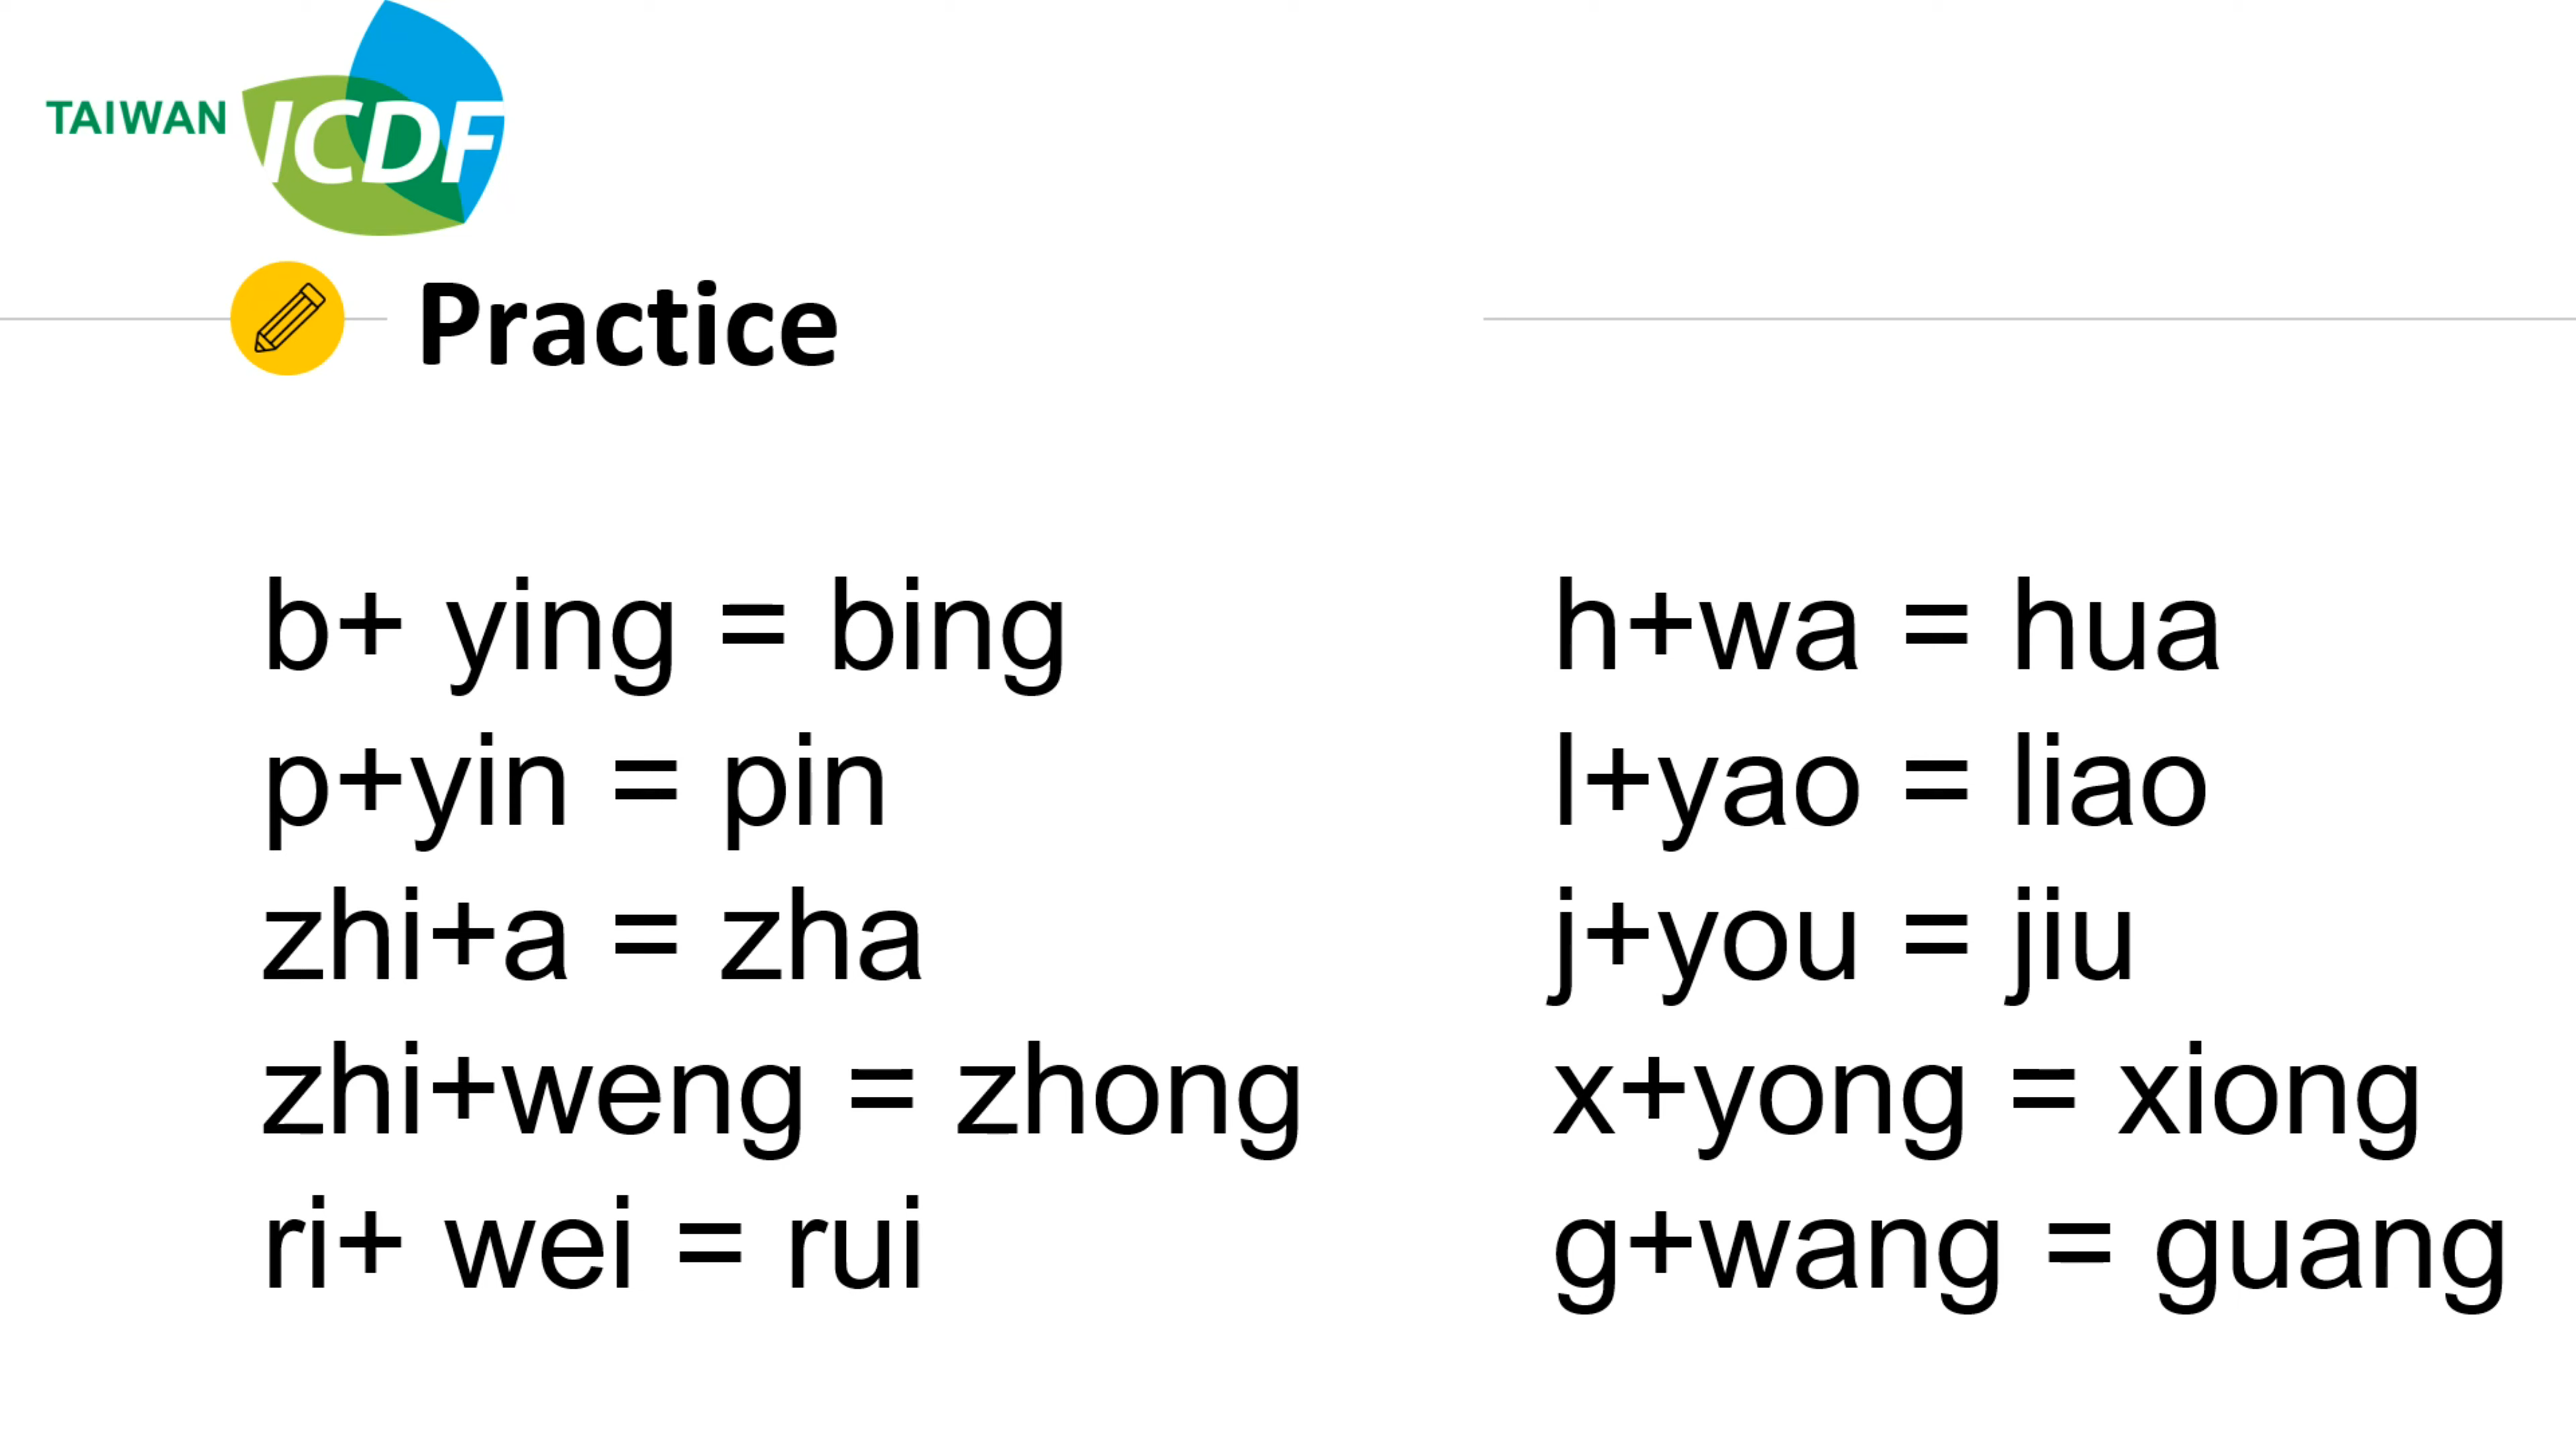 TAIWAN ICDF
Practice
b+ ying = bing
p+yin = pin
zhi+a = zha
zhi+weng = zhong
ri+ wei = rui
h+wa = hua
l+yao = liao
j+you = jiu
x+yong = xiong
g+wang = guang